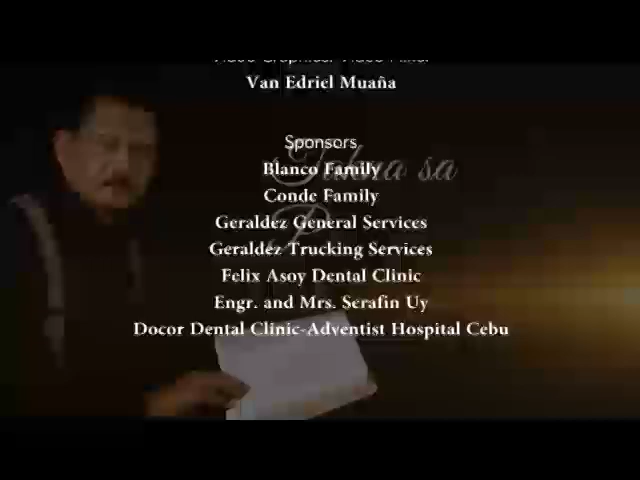 Van Edriel Muaña
Sponsors
Blanco Family
sa
Conde Family
Geraldez General Services
Geraldez Trucking Services
Felix Asoy Dental Clinic
Engr. and Mrs. Serafin Uy
Docor Dental Clinic-Adventist Hospital Cebu